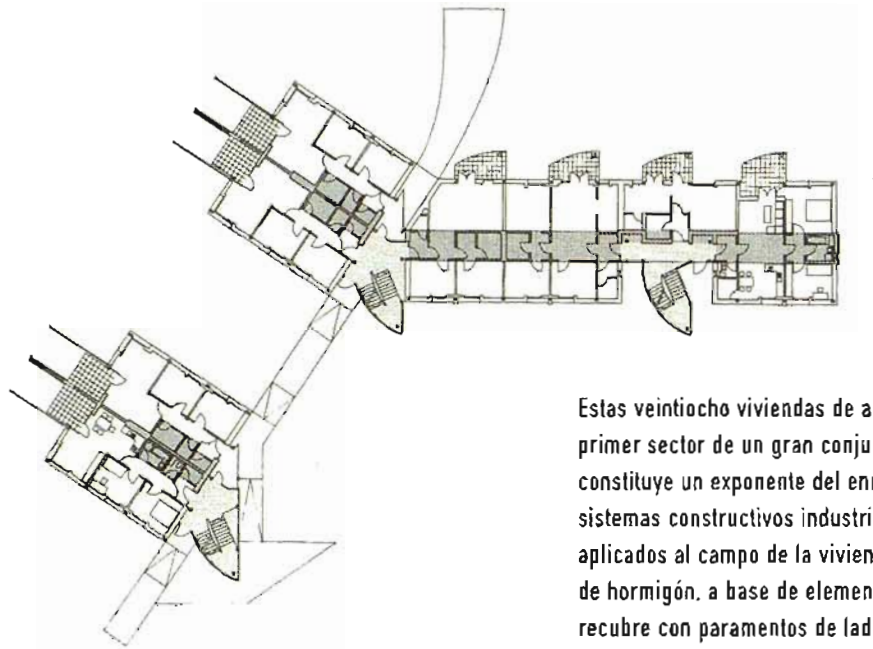 Estas veintiocho viviendas de a
primer sector de un gran conju
constituye un exponente del enr
sistemas constructivos industri
aplicados al campo de la vivien
de hormigón, a base de elemen
recubre con paramentos de lad